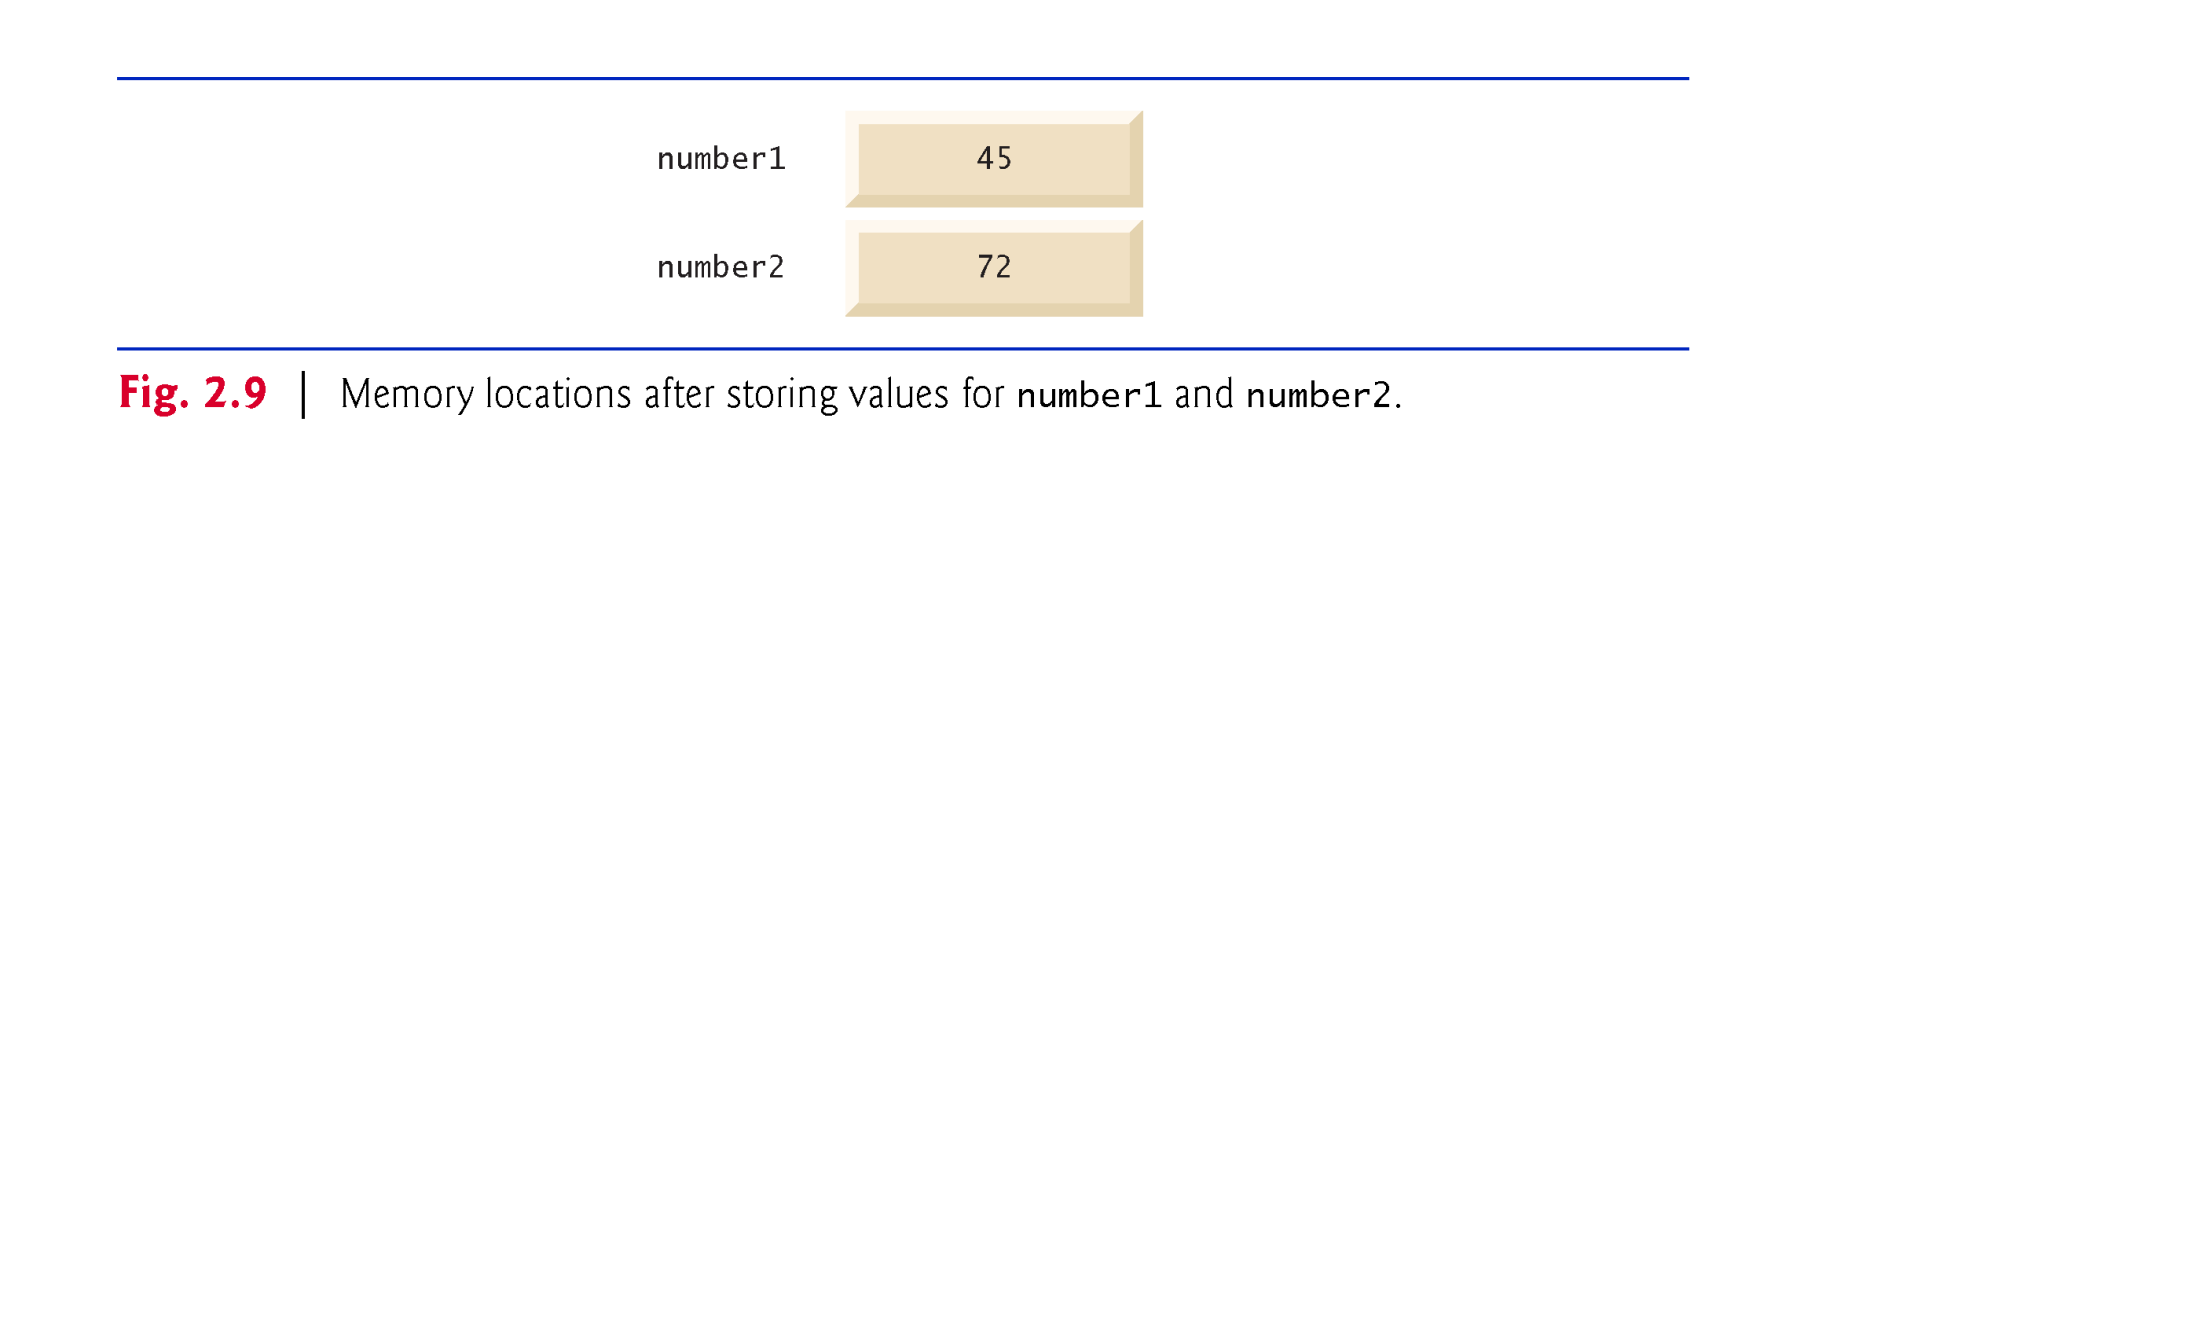 number1 45
number2 72
Fig. 2.9 | Memory locations after storing values for number1 and number2.